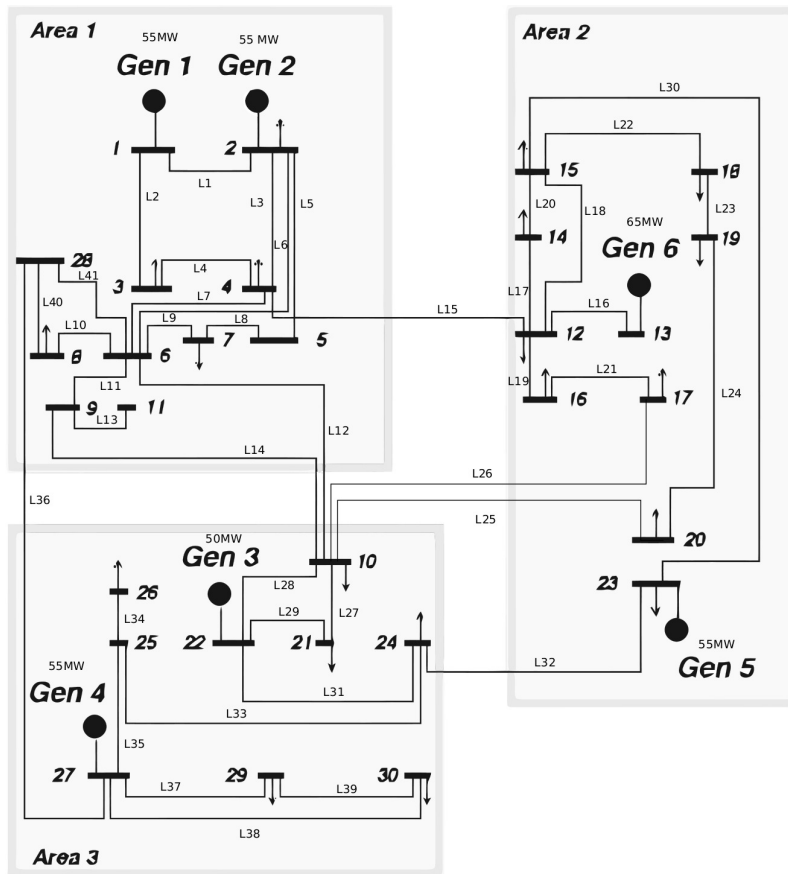 Area 1
55MW
55 MW
Gen 1
Gen 2
1
2
L1
L2
L3
L5
L6
L4
3
4
28
L41
L7
L40
L10
L9
L8
8
6
7
5
L11
9
11
L13
L12
L14
L15
L36
Area 2
L30
L22
15
18
L20
L18
L23
14
65MW
19
Gen 6
L17
L16
12
13
L19
L21
16
17
L24
L26
L25
20
23
55MW
Gen 5
L32
50MW
Gen 3
10
L28
26
L29
L27
L34
25
22
21
24
55MW
Gen 4
L31
L33
L35
27
29
30
L37
L39
L38
Area 3